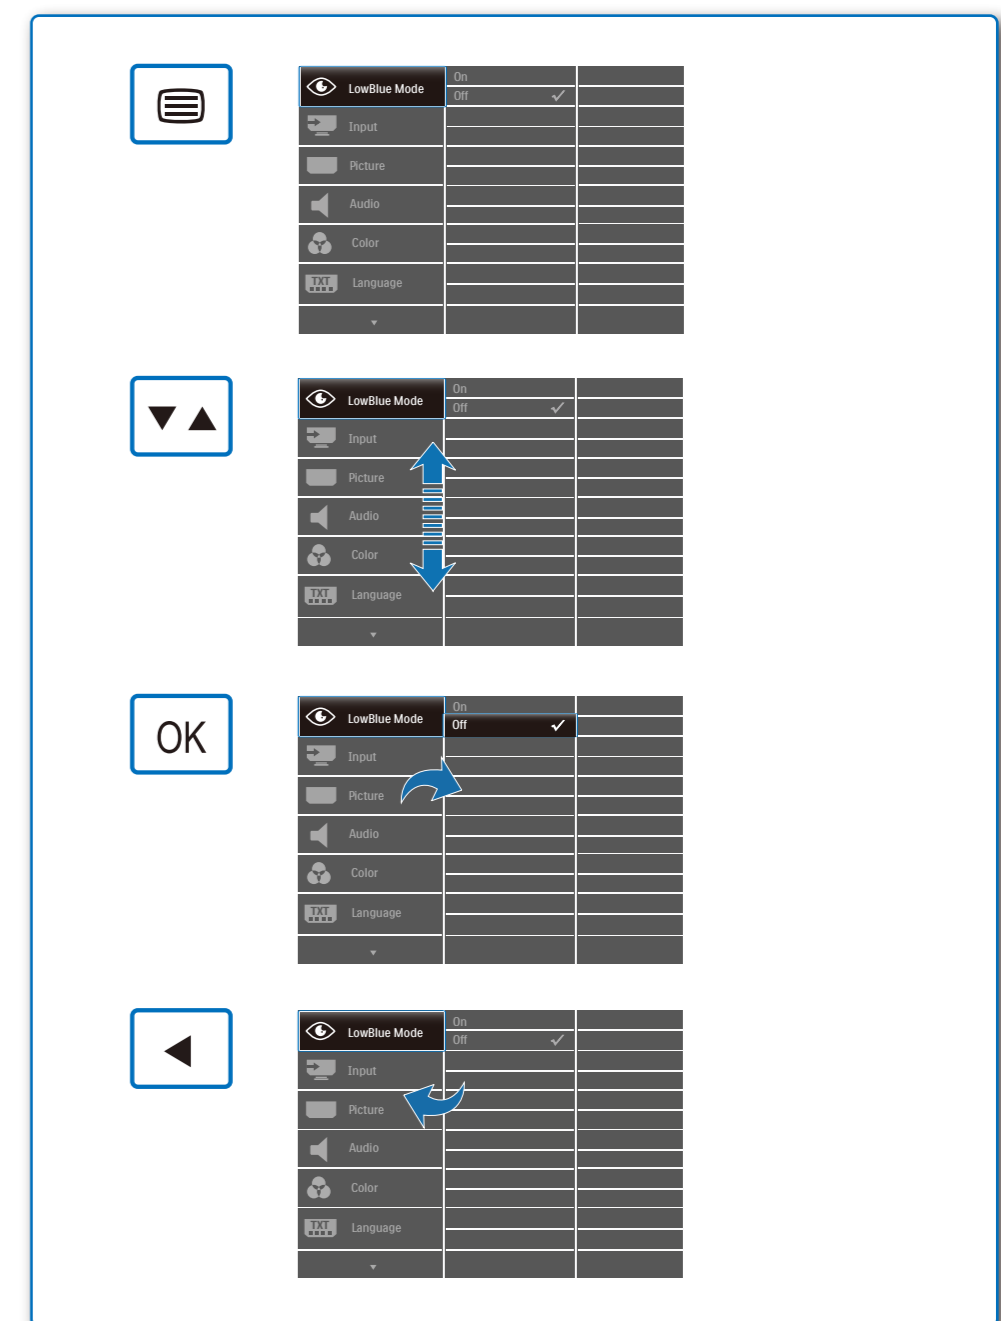 On
LowBlue Mode
Off
Input
Picture
Audio
Color
TXT
Language
On
LowBlue Mode
Off
Input
Picture
Audio
Color
TXT
Language
OK
On
LowBlue Mode
Off
Input
Picture
Audio
Color
TXT
Language
On
LowBlue Mode
Off
Input
Picture
Audio
Color
TXT
Language